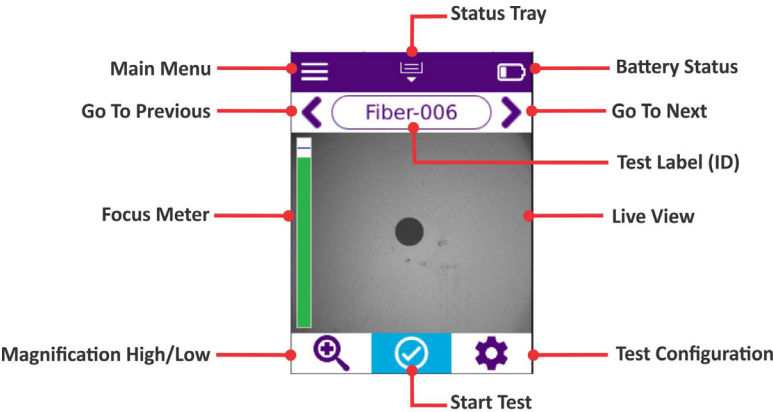 Status Tray
Main Menu
Battery Status
Go To Previous
Fiber-006
Go To Next
Test Label (ID)
Focus Meter
Live View
Magnification High/Low
Test Configuration
Start Test